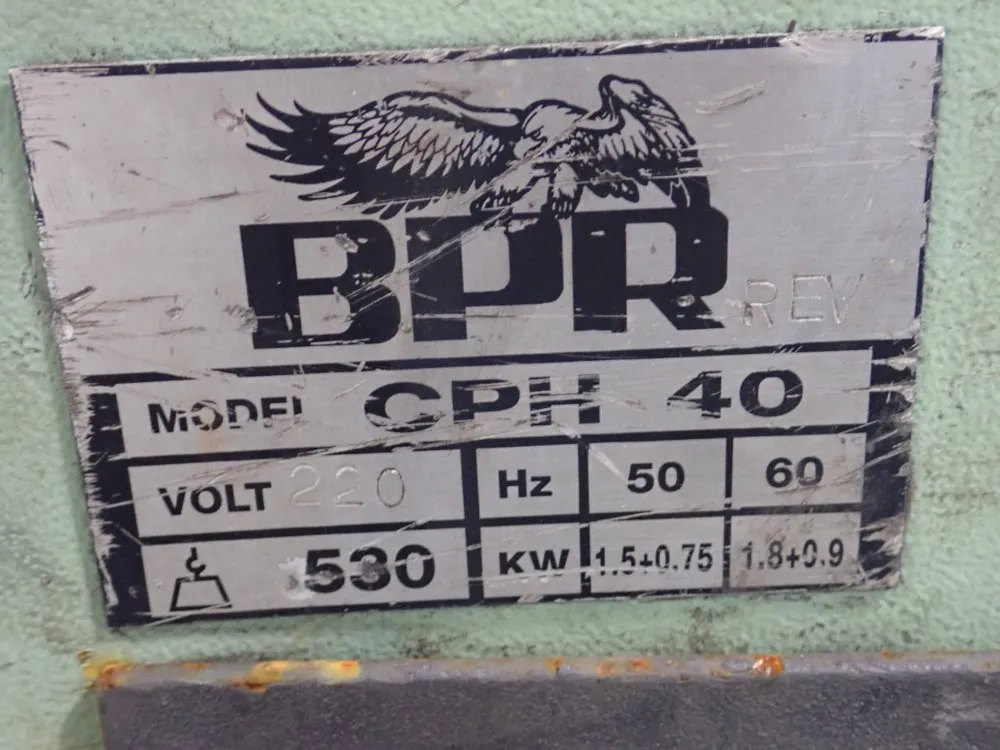 BPR REV
MODEL CPH 40
VOLT 220 Hz 50 60
530 KW 1.5+0.75 1.8+0.9